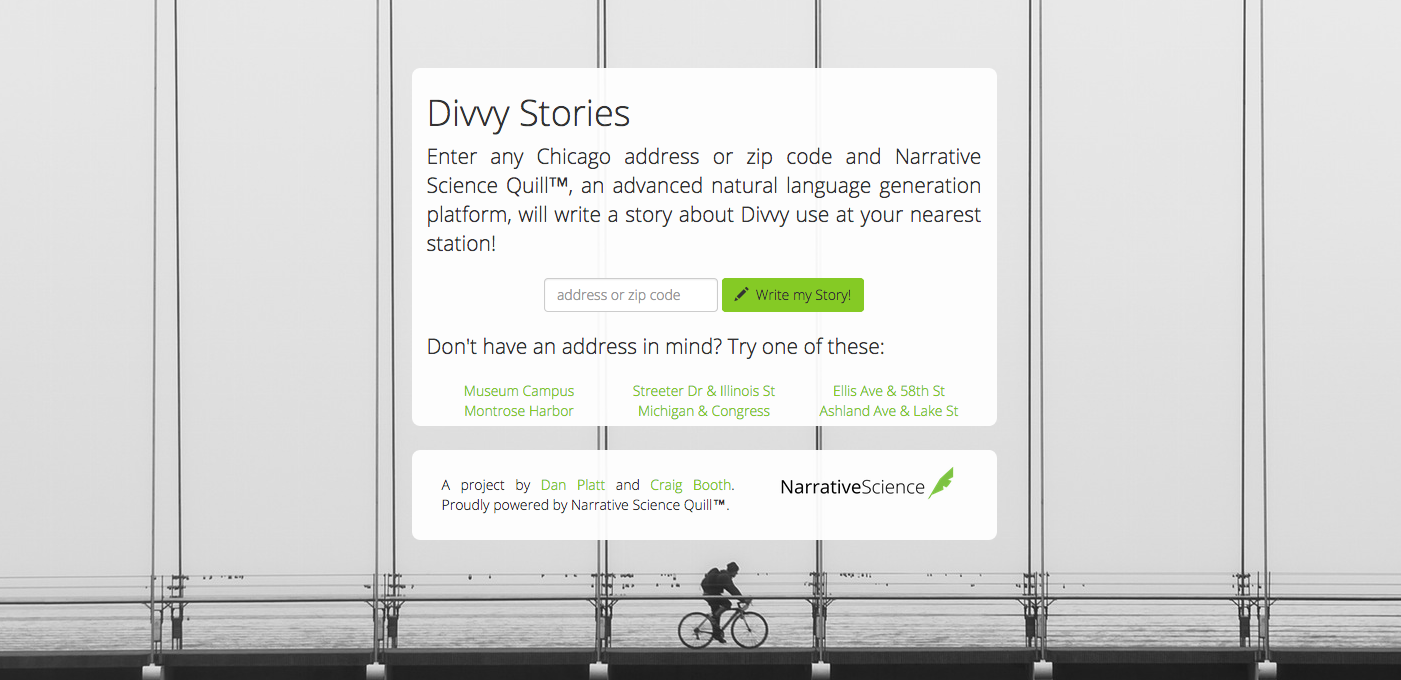 Divvy Stories
Enter any Chicago address or zip code and Narrative
Science Quill™, an advanced natural language generation
platform, will write a story about Divvy use at your nearest
station!
address or zip code Write my Story!
Don't have an address in mind? Try one of these:
Museum Campus Streeter Dr & Illinois St Ellis Ave & 58th St
Montrose Harbor Michigan & Congress Ashland Ave & Lake St
A project by Dan Platt and Craig Booth.
Proudly powered by Narrative Science Quill™.
NarrativeScience